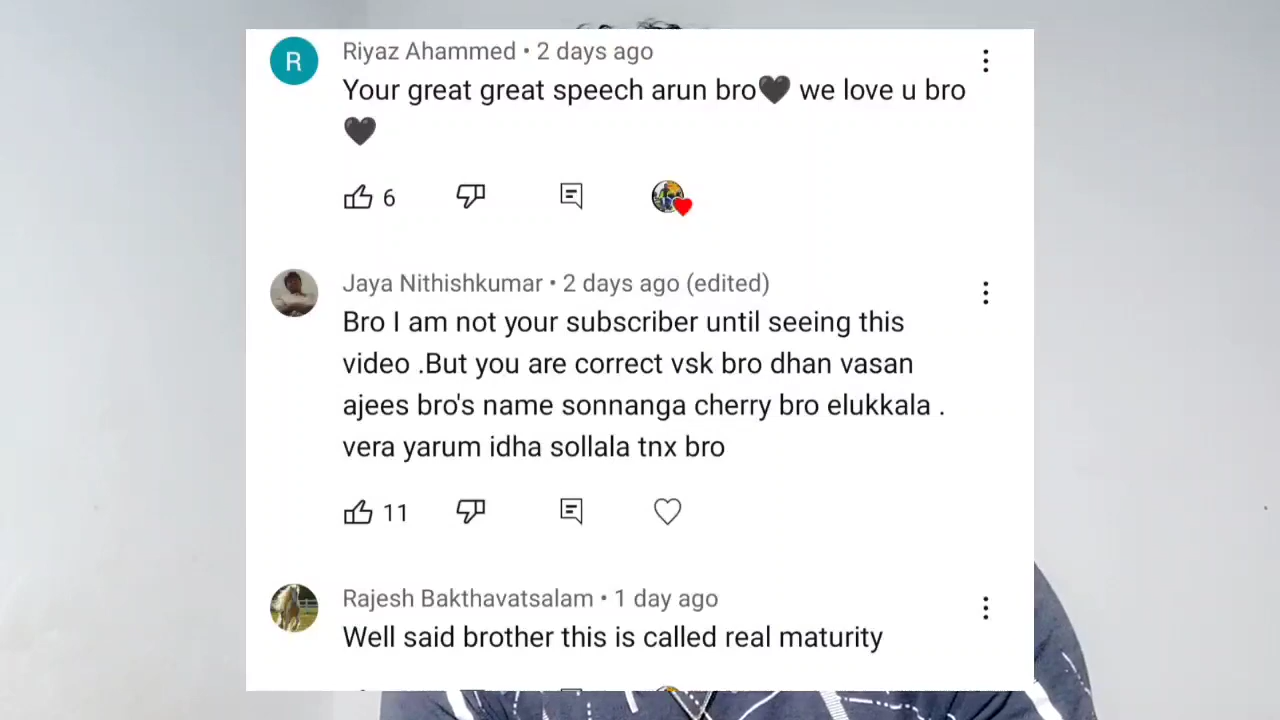 R
Riyaz Ahammed • 2 days ago
Your great great speech arun bro🖤 we love u bro
🖤
6
Jaya Nithishkumar • 2 days ago (edited)
Bro I am not your subscriber until seeing this
video .But you are correct vsk bro dhan vasan
ajees bro's name sonnanga cherry bro elukkala .
vera yarum idha sollala tnx bro
11
Rajesh Bakthavatsalam • 1 day ago
Well said brother this is called real maturity